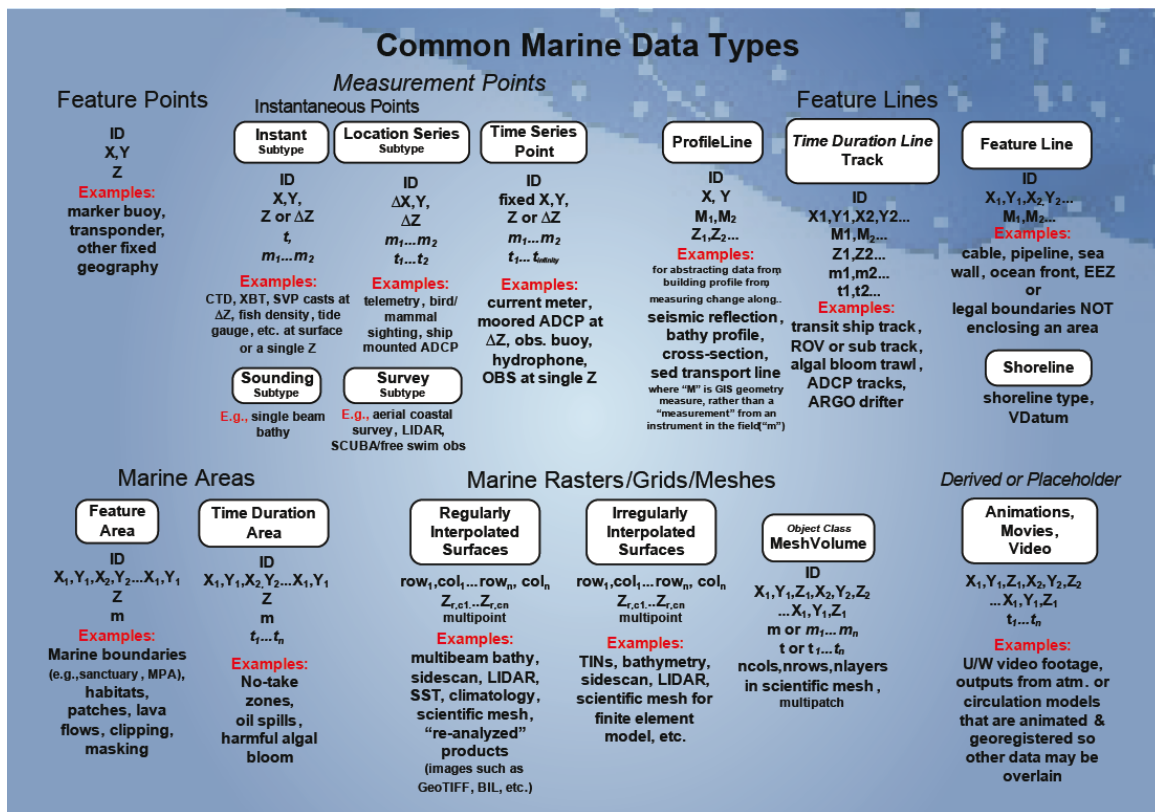 Common Marine Data Types
Feature Points
ID
X,Y
Z
Examples:
marker buoy,
transponder,
other fixed
geography
Measurement Points
Instantaneous Points
Instant
Subtype
ID
X,Y,
Z or ΔZ
t,
m₁...m₂
Examples:
CTD, XBT, SVP casts at
ΔZ, fish density, tide
gauge, etc. at surface
or a single Z
Sounding
Subtype
E.g., single beam
bathy
Location Series
Subtype
ID
ΔX,Y,
ΔZ
m₁...m₂
t₁...t₂
Examples:
telemetry, bird/
mammal
sighting, ship
mounted ADCP
Survey
Subtype
E.g., aerial coastal
survey, LIDAR,
SCUBA/free swim obs
Time Series
Point
ID
fixed X,Y,
Z or ΔZ
m₁...m₂
t₁...t infinity
Examples:
current meter,
moored ADCP at
ΔZ, obs. buoy,
hydrophone,
OBS at single Z
Feature Lines
ProfileLine
ID
X, Y
M₁,M₂
Z₁,Z₂...
Examples:
for abstracting data from,
building profile from,
measuring change along..
seismic reflection,
bathy profile,
cross-section,
sed transport line
where “M” is GIS geometry
measure, rather than a
“measurement” from an
instrument in the field(“m”)
Time Duration Line
Track
ID
X1,Y1,X2,Y2...
M1,M₂...
Z1,Z2...
m1,m2...
t1,t2...
Examples:
transit ship track,
ROV or sub track,
algal bloom trawl,
ADCP tracks,
ARGO drifter
Feature Line
ID
X₁,Y₁,X₂,Y₂...
M₁,M₂...
Examples:
cable, pipeline, sea
wall, ocean front, EEZ
or
legal boundaries NOT
enclosing an area
Shoreline
shoreline type,
VDatum
Marine Areas
Feature
Area
ID
X₁,Y₁,X₂,Y₂...X₁,Y₁
Z
m
Examples:
Marine boundaries
(e.g.,sanctuary, MPA),
habitats,
patches, lava
flows, clipping,
masking
Time Duration
Area
ID
X₁,Y₁,X₂,Y₂...X₁,Y₁
Z
m
t₁...tₙ
Examples:
No-take
zones,
oil spills,
harmful algal
bloom
Marine Rasters/Grids/Meshes
Regularly
Interpolated
Surfaces
row₁,col₁...rowₙ, colₙ
Z r,c1...Z r,cn
multipoint
Examples:
multibeam bathy,
sidescan, LIDAR,
SST, climatology,
scientific mesh,
“re-analyzed”
products
(images such as
GeoTIFF, BIL, etc.)
Irregularly
Interpolated
Surfaces
row₁,col₁...rowₙ, colₙ
Z r,c1...Z r,cn
multipoint
Examples:
TINs, bathymetry,
sidescan, LIDAR,
scientific mesh for
finite element
model, etc.
Object Class
MeshVolume
ID
X₁,Y₁,Z₁,X₂,Y₂,Z₂
...X₁,Y₁,Z₁
m or m₁...mₙ
t or t₁...tₙ
ncols,nrows,nlayers
in scientific mesh,
multipatch
Derived or Placeholder
Animations,
Movies,
Video
X₁,Y₁,Z₁,X₂,Y₂,Z₂
...X₁,Y₁,Z₁
t₁...tₙ
Examples:
U/W video footage,
outputs from atm. or
circulation models
that are animated &
georegistered so
other data may be
overlain